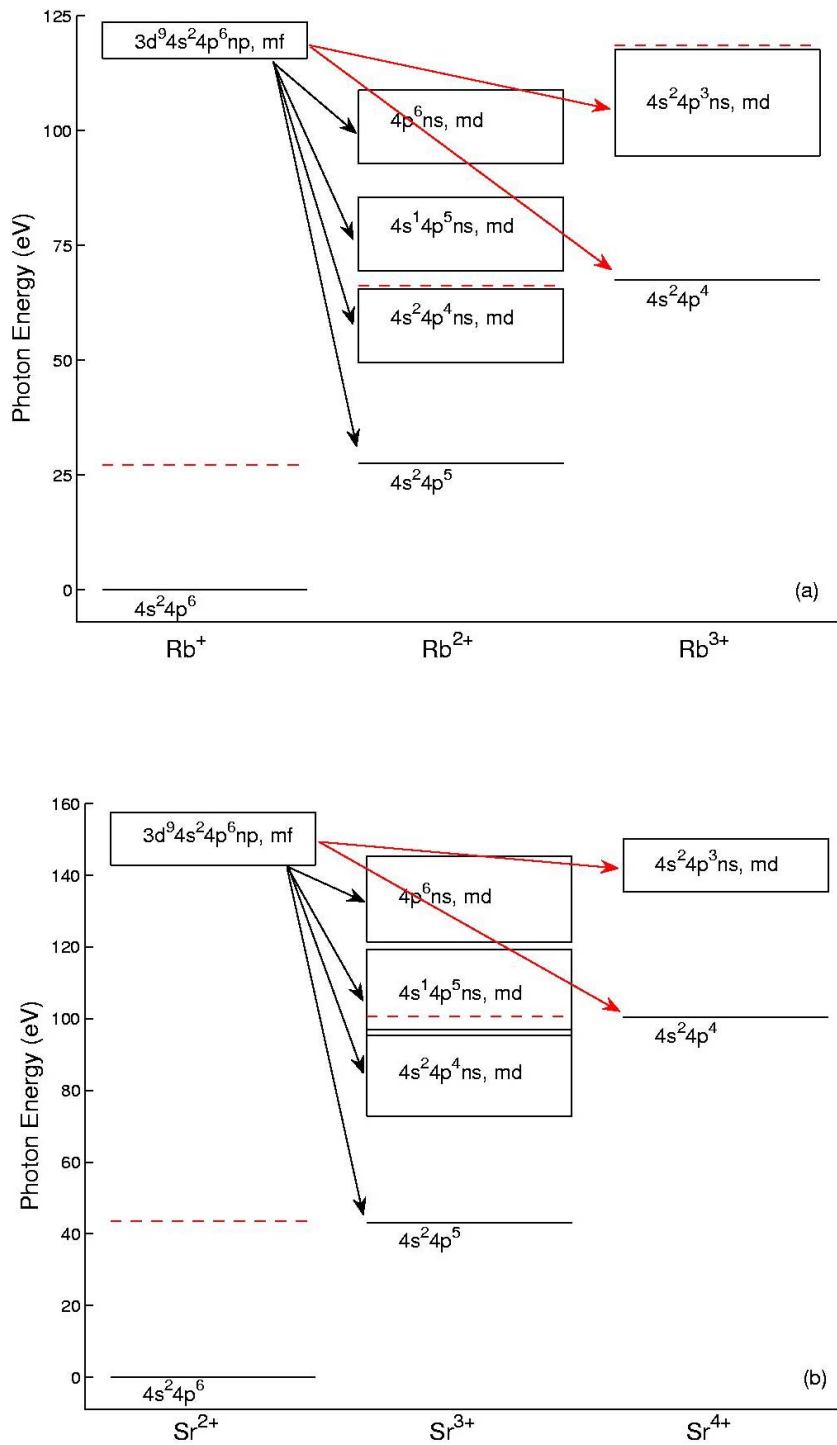 125
3d⁹4s²4p⁶np, mf
4s²4p³ns, md
4p⁶ns, md
100
4s¹4p⁵ns, md
75
4s²4p⁴
4s²4p⁴ns, md
50
Photon Energy (eV)
25
4s²4p⁵
0
4s²4p⁶
(a)
Rb⁺
Rb²⁺
Rb³⁺
160
3d⁹4s²4p⁶np, mf
4s²4p³ns, md
140
4p⁶ns, md
120
4s¹4p⁵ns, md
100
4s²4p⁴
4s²4p⁴ns, md
80
Photon Energy (eV)
60
40
4s²4p⁵
20
0
4s²4p⁶
(b)
Sr²⁺
Sr³⁺
Sr⁴⁺